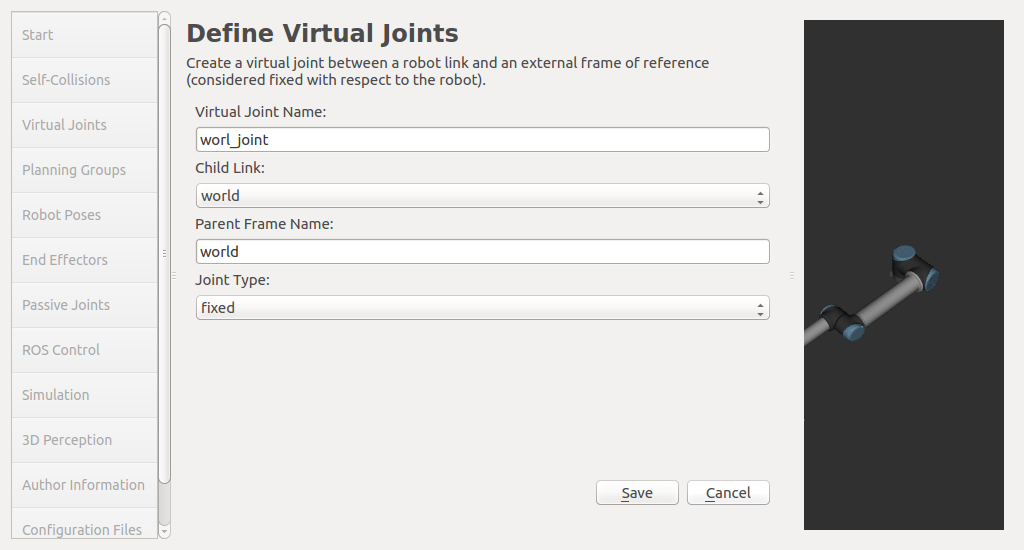 Start
Self-Collisions
Virtual Joints
Planning Groups
Robot Poses
End Effectors
Passive Joints
ROS Control
Simulation
3D Perception
Author Information
Configuration Files
Define Virtual Joints
Create a virtual joint between a robot link and an external frame of reference
(considered fixed with respect to the robot).
Virtual Joint Name:
worl_joint
Child Link:
world
Parent Frame Name:
world
Joint Type:
fixed
Save Cancel